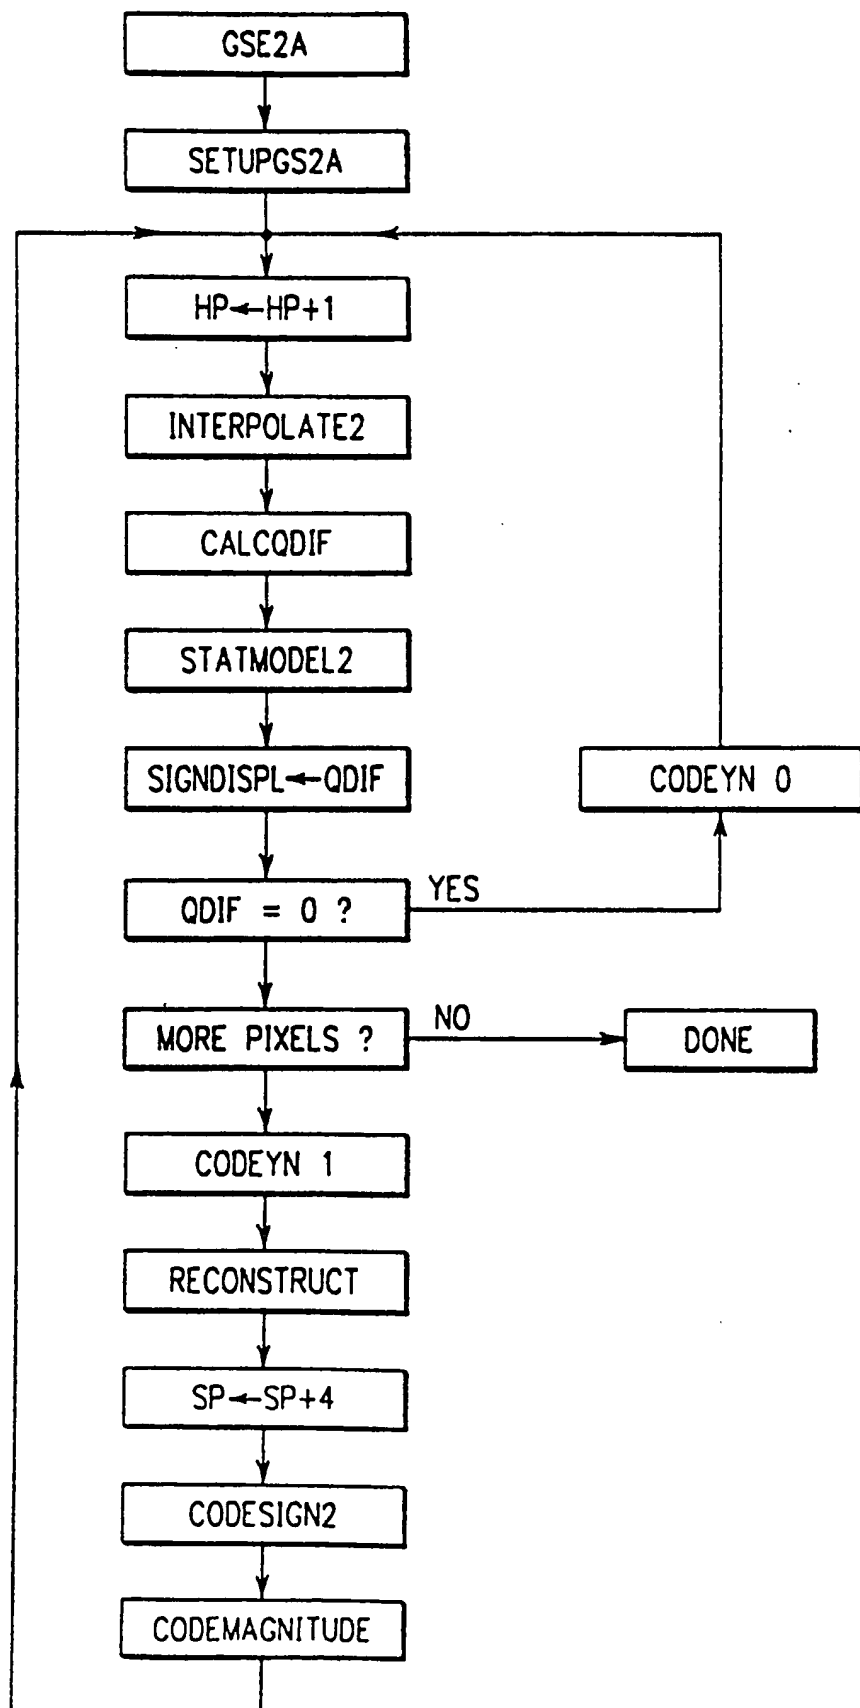 GSE2A
SETUPGS2A
HP←HP+1
INTERPOLATE2
CALCQDIF
STATMODEL2
SIGNDISPL←QDIF
CODEYN 0
QDIF = 0 ?
YES
MORE PIXELS ?
NO
DONE
CODEYN 1
RECONSTRUCT
SP←SP+4
CODESIGN2
CODEMAGNITUDE